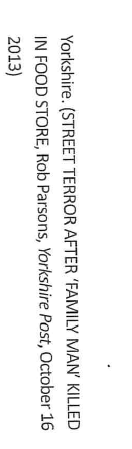 Yorkshire. (STREET TERROR AFTER ‘FAMILY MAN’ KILLED
IN FOOD STORE, Rob Parsons, Yorkshire Post, October 16
2013)